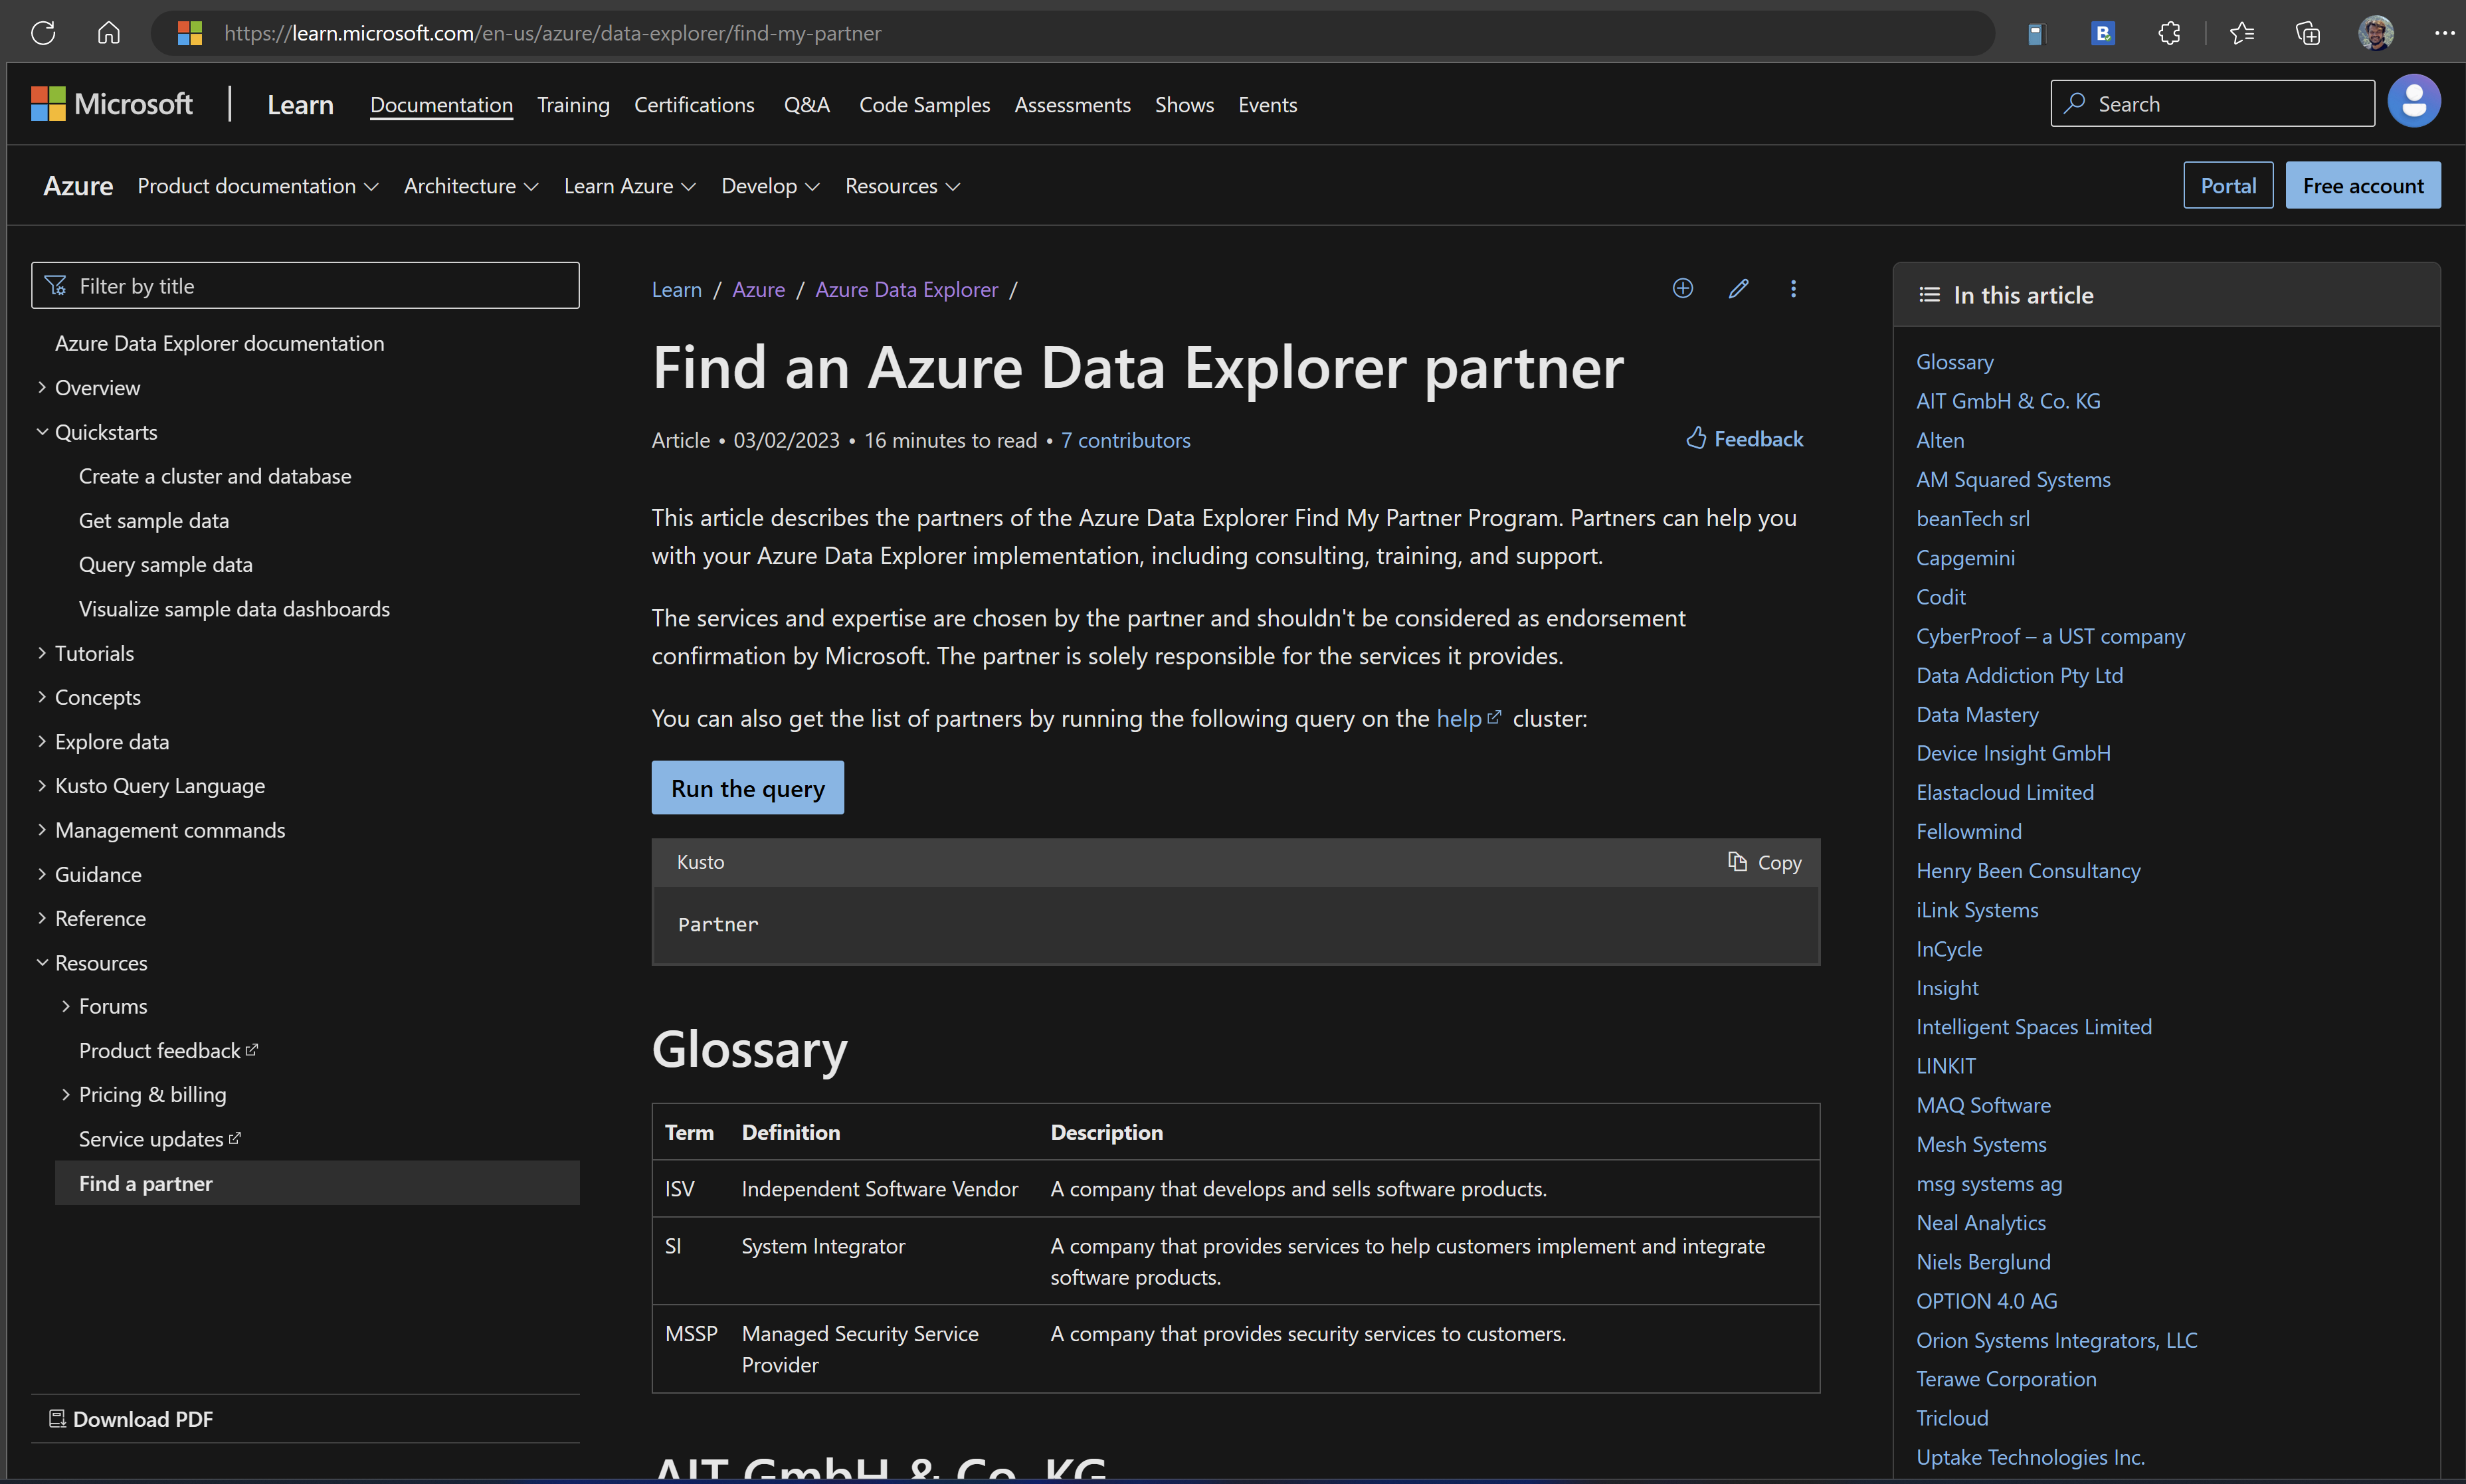 https://learn.microsoft.com/en-us/azure/data-explorer/find-my-partner
Microsoft
Learn
Documentation
Training
Certifications
Q&A
Code Samples
Assessments
Shows
Events
Search
Azure
Product documentation
Architecture
Learn Azure
Develop
Resources
Portal
Free account
Filter by title
Azure Data Explorer documentation
Overview
Quickstarts
Create a cluster and database
Get sample data
Query sample data
Visualize sample data dashboards
Tutorials
Concepts
Explore data
Kusto Query Language
Management commands
Guidance
Reference
Resources
Forums
Product feedback
Pricing & billing
Service updates
Find a partner
Download PDF
Learn / Azure / Azure Data Explorer /
Find an Azure Data Explorer partner
Article • 03/02/2023 • 16 minutes to read • 7 contributors
Feedback
This article describes the partners of the Azure Data Explorer Find My Partner Program. Partners can help you
with your Azure Data Explorer implementation, including consulting, training, and support.
The services and expertise are chosen by the partner and shouldn't be considered as endorsement
confirmation by Microsoft. The partner is solely responsible for the services it provides.
You can also get the list of partners by running the following query on the help cluster:
Run the query
Kusto
Copy
Partner
Glossary
Term Definition Description
ISV Independent Software Vendor A company that develops and sells software products.
SI System Integrator A company that provides services to help customers implement and integrate
software products.
MSSP Managed Security Service A company that provides security services to customers.
Provider
AIT GmbH & Co. KG
In this article
Glossary
AIT GmbH & Co. KG
Alten
AM Squared Systems
beanTech srl
Capgemini
Codit
CyberProof – a UST company
Data Addiction Pty Ltd
Data Mastery
Device Insight GmbH
Elastacloud Limited
Fellowmind
Henry Been Consultancy
iLink Systems
InCycle
Insight
Intelligent Spaces Limited
LINKIT
MAQ Software
Mesh Systems
msg systems ag
Neal Analytics
Niels Berglund
OPTION 4.0 AG
Orion Systems Integrators, LLC
Terawe Corporation
Tricloud
Uptake Technologies Inc.